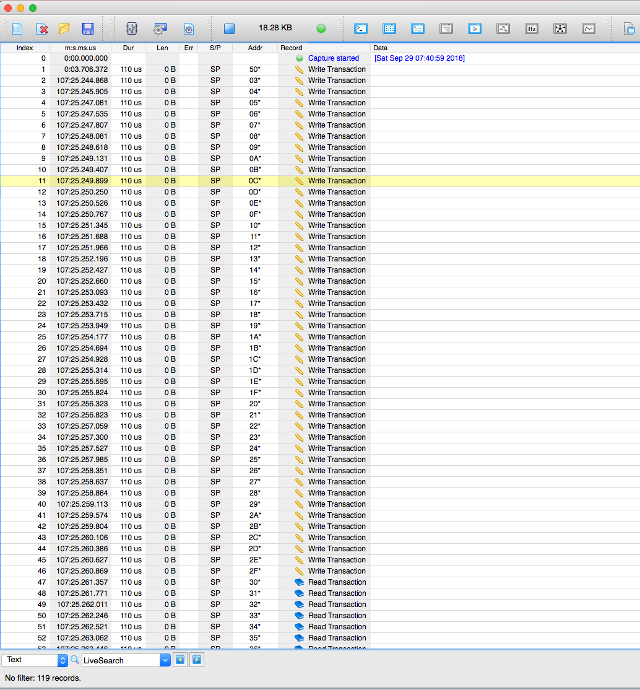 18.28 KB
Index m:s.ms.us Dur Len Err S/P Addr Record Data
0 0:00.000.000 Capture started [Sat Sep 29 07:40:59 2018]
1 0:03.706.372 110 us 0 B SP 50* Write Transaction
2 107:25.244.868 110 us 0 B SP 03* Write Transaction
3 107:25.245.905 110 us 0 B SP 04* Write Transaction
4 107:25.247.081 110 us 0 B SP 05* Write Transaction
5 107:25.247.535 110 us 0 B SP 06* Write Transaction
6 107:25.247.807 110 us 0 B SP 07* Write Transaction
7 107:25.248.081 110 us 0 B SP 08* Write Transaction
8 107:25.248.618 110 us 0 B SP 09* Write Transaction
9 107:25.249.131 110 us 0 B SP 0A* Write Transaction
10 107:25.249.407 110 us 0 B SP 0B* Write Transaction
11 107:25.249.899 110 us 0 B SP 0C* Write Transaction
12 107:25.250.250 110 us 0 B SP 0D* Write Transaction
13 107:25.250.526 110 us 0 B SP 0E* Write Transaction
14 107:25.250.767 110 us 0 B SP 0F* Write Transaction
15 107:25.251.345 110 us 0 B SP 10* Write Transaction
16 107:25.251.688 110 us 0 B SP 11* Write Transaction
17 107:25.251.966 110 us 0 B SP 12* Write Transaction
18 107:25.252.196 110 us 0 B SP 13* Write Transaction
19 107:25.252.427 110 us 0 B SP 14* Write Transaction
20 107:25.252.660 110 us 0 B SP 15* Write Transaction
21 107:25.253.093 110 us 0 B SP 16* Write Transaction
22 107:25.253.432 110 us 0 B SP 17* Write Transaction
23 107:25.253.715 110 us 0 B SP 18* Write Transaction
24 107:25.253.949 110 us 0 B SP 19* Write Transaction
25 107:25.254.177 110 us 0 B SP 1A* Write Transaction
26 107:25.254.694 110 us 0 B SP 1B* Write Transaction
27 107:25.254.928 110 us 0 B SP 1C* Write Transaction
28 107:25.255.314 110 us 0 B SP 1D* Write Transaction
29 107:25.255.595 110 us 0 B SP 1E* Write Transaction
30 107:25.255.824 110 us 0 B SP 1F* Write Transaction
31 107:25.256.323 110 us 0 B SP 20* Write Transaction
32 107:25.256.823 110 us 0 B SP 21* Write Transaction
33 107:25.257.059 110 us 0 B SP 22* Write Transaction
34 107:25.257.300 110 us 0 B SP 23* Write Transaction
35 107:25.257.527 110 us 0 B SP 24* Write Transaction
36 107:25.257.985 110 us 0 B SP 25* Write Transaction
37 107:25.258.351 110 us 0 B SP 26* Write Transaction
38 107:25.258.637 110 us 0 B SP 27* Write Transaction
39 107:25.258.864 110 us 0 B SP 28* Write Transaction
40 107:25.259.113 110 us 0 B SP 29* Write Transaction
41 107:25.259.574 110 us 0 B SP 2A* Write Transaction
42 107:25.259.804 110 us 0 B SP 2B* Write Transaction
43 107:25.260.106 110 us 0 B SP 2C* Write Transaction
44 107:25.260.386 110 us 0 B SP 2D* Write Transaction
45 107:25.260.627 110 us 0 B SP 2E* Write Transaction
46 107:25.260.869 110 us 0 B SP 2F* Write Transaction
47 107:25.261.357 110 us 0 B SP 30* Read Transaction
48 107:25.261.771 110 us 0 B SP 31* Read Transaction
49 107:25.262.011 110 us 0 B SP 32* Read Transaction
50 107:25.262.246 110 us 0 B SP 33* Read Transaction
51 107:25.262.521 110 us 0 B SP 34* Read Transaction
52 107:25.263.062 110 us 0 B SP 35* Read Transaction
Text LiveSearch
No filter: 119 records.